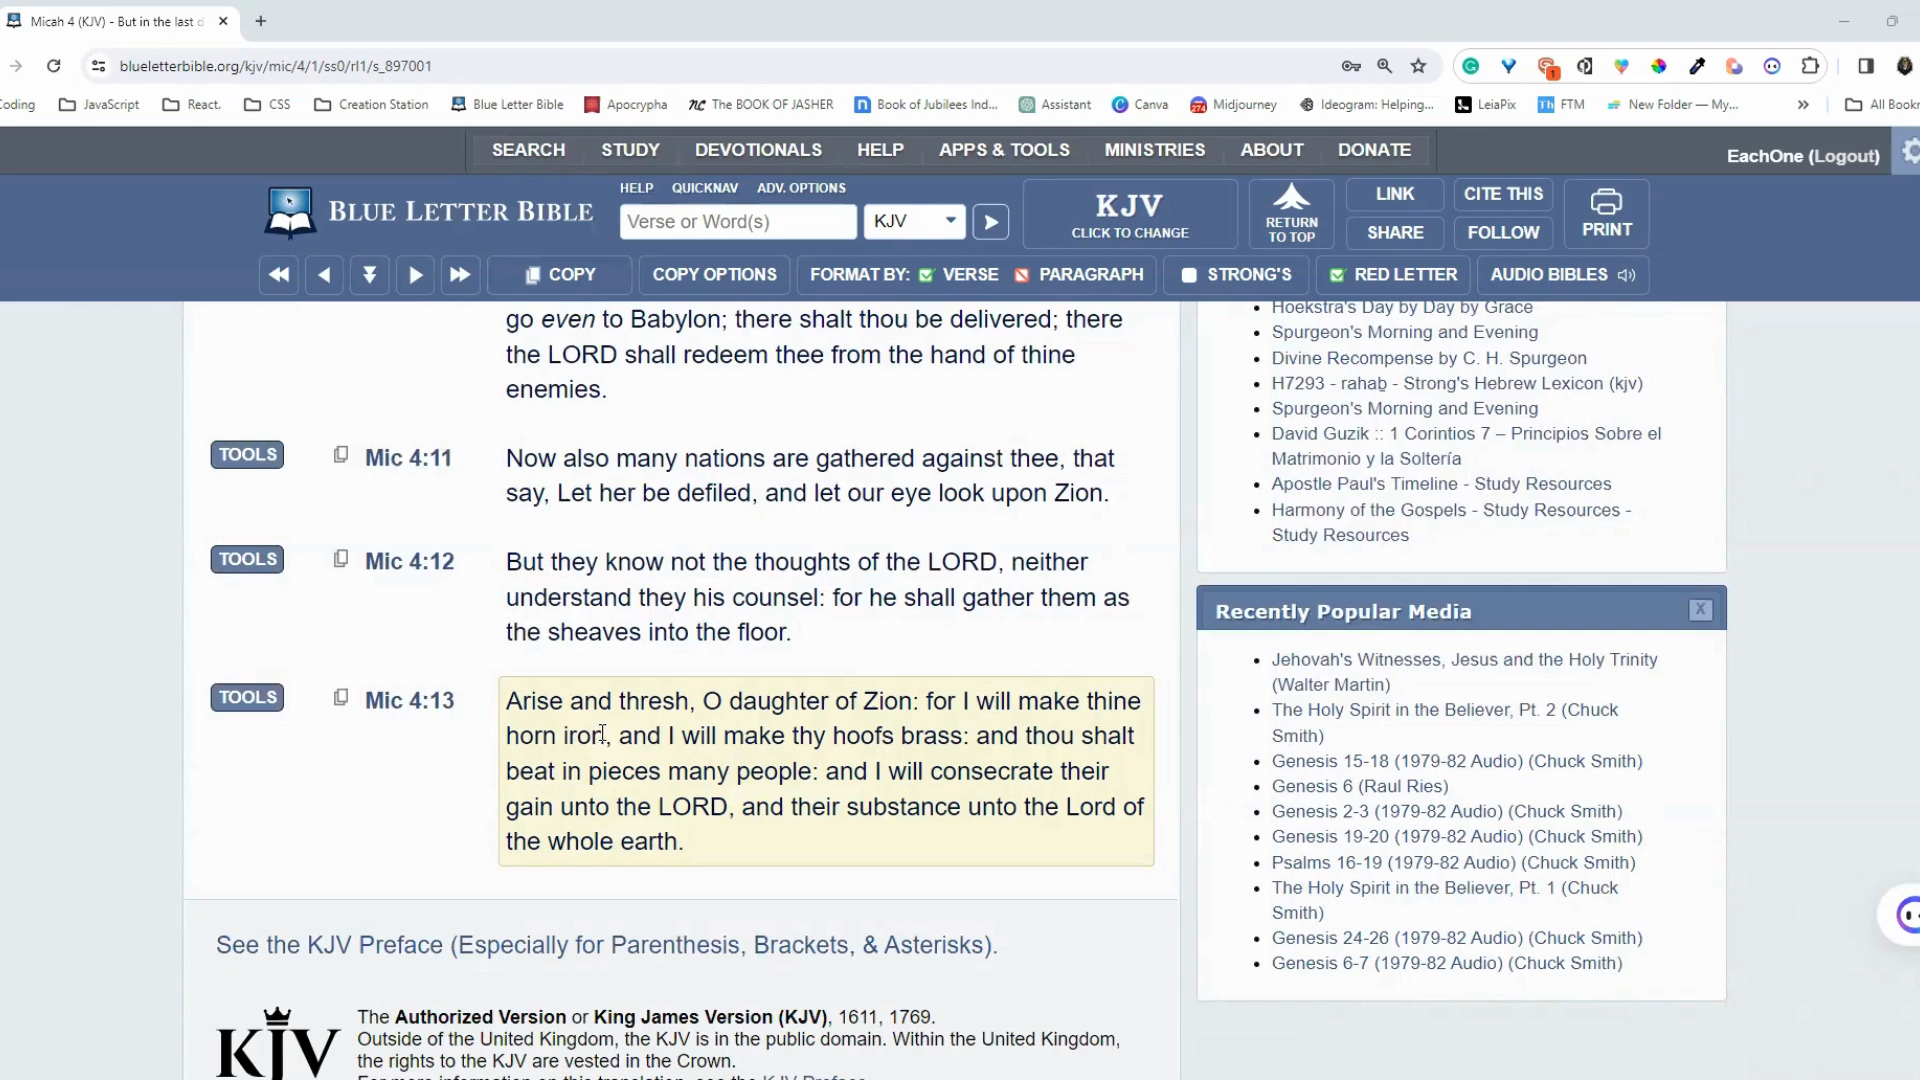 Micah 4 (KJV) - But in the last d
blueletterbible.org/kjv/mic/4/1/ss0/rl1/s_897001
1
Coding
JavaScript
React.
CSS
Creation Station
Blue Letter Bible
Apocrypha
The BOOK OF JASHER
Book of Jubilees Ind...
Assistant
Canva
Midjourney
Ideogram: Helping...
LeiaPix
FTM
New Folder — My...
All Bookr
SEARCH STUDY DEVOTIONALS HELP APPS & TOOLS MINISTRIES ABOUT DONATE
EachOne (Logout)
BLUE LETTER BIBLE
HELP QUICKNAV ADV. OPTIONS
Verse or Word(s)
KJV
KJV
CLICK TO CHANGE
RETURN
TO TOP
LINK
CITE THIS
SHARE
FOLLOW
PRINT
COPY
COPY OPTIONS
FORMAT BY: VERSE PARAGRAPH
STRONG'S
RED LETTER
AUDIO BIBLES
go even to Babylon; there shalt thou be delivered; there
the LORD shall redeem thee from the hand of thine
enemies.
TOOLS
Mic 4:11
Now also many nations are gathered against thee, that
say, Let her be defiled, and let our eye look upon Zion.
TOOLS
Mic 4:12
But they know not the thoughts of the LORD, neither
understand they his counsel: for he shall gather them as
the sheaves into the floor.
TOOLS
Mic 4:13
Arise and thresh, O daughter of Zion: for I will make thine
horn iron, and I will make thy hoofs brass: and thou shalt
beat in pieces many people: and I will consecrate their
gain unto the LORD, and their substance unto the Lord of
the whole earth.
See the KJV Preface (Especially for Parenthesis, Brackets, & Asterisks).
KJV
The Authorized Version or King James Version (KJV), 1611, 1769.
Outside of the United Kingdom, the KJV is in the public domain. Within the United Kingdom,
the rights to the KJV are vested in the Crown.
For more information on this translation, see the KJV Preface.
Hoekstra's Day by Day by Grace
Spurgeon's Morning and Evening
Divine Recompense by C. H. Spurgeon
H7293 - rahaḇ - Strong's Hebrew Lexicon (kjv)
Spurgeon's Morning and Evening
David Guzik :: 1 Corintios 7 – Principios Sobre el
Matrimonio y la Soltería
Apostle Paul's Timeline - Study Resources
Harmony of the Gospels - Study Resources -
Study Resources
Recently Popular Media
X
Jehovah's Witnesses, Jesus and the Holy Trinity
(Walter Martin)
The Holy Spirit in the Believer, Pt. 2 (Chuck
Smith)
Genesis 15-18 (1979-82 Audio) (Chuck Smith)
Genesis 6 (Raul Ries)
Genesis 2-3 (1979-82 Audio) (Chuck Smith)
Genesis 19-20 (1979-82 Audio) (Chuck Smith)
Psalms 16-19 (1979-82 Audio) (Chuck Smith)
The Holy Spirit in the Believer, Pt. 1 (Chuck
Smith)
Genesis 24-26 (1979-82 Audio) (Chuck Smith)
Genesis 6-7 (1979-82 Audio) (Chuck Smith)